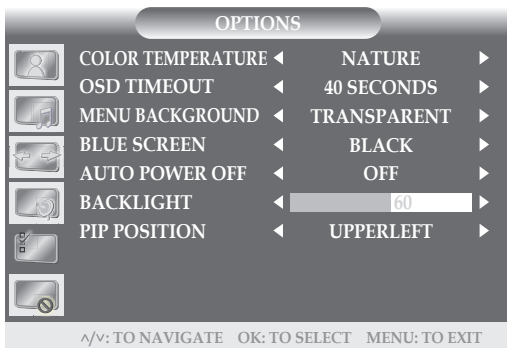 OPTIONS
COLOR TEMPERATURE NATURE
OSD TIMEOUT 40 SECONDS
MENU BACKGROUND TRANSPARENT
BLUE SCREEN BLACK
AUTO POWER OFF OFF
BACKLIGHT 60
PIP POSITION UPPERLEFT
∧/∨: TO NAVIGATE OK: TO SELECT MENU: TO EXIT